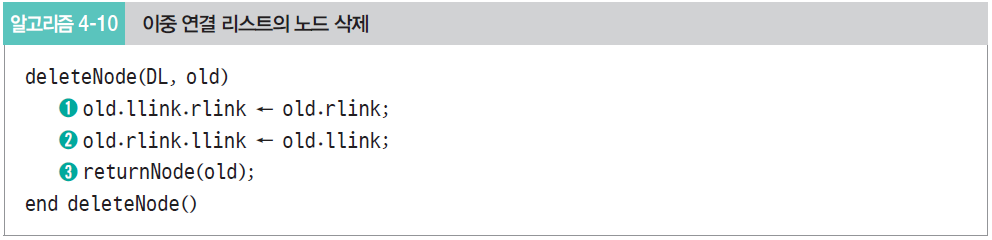 알고리즘 4-10 이중 연결 리스트의 노드 삭제
deleteNode(DL, old)
❶ old.llink.rlink ← old.rlink;
❷ old.rlink.llink ← old.llink;
❸ returnNode(old);
end deleteNode()